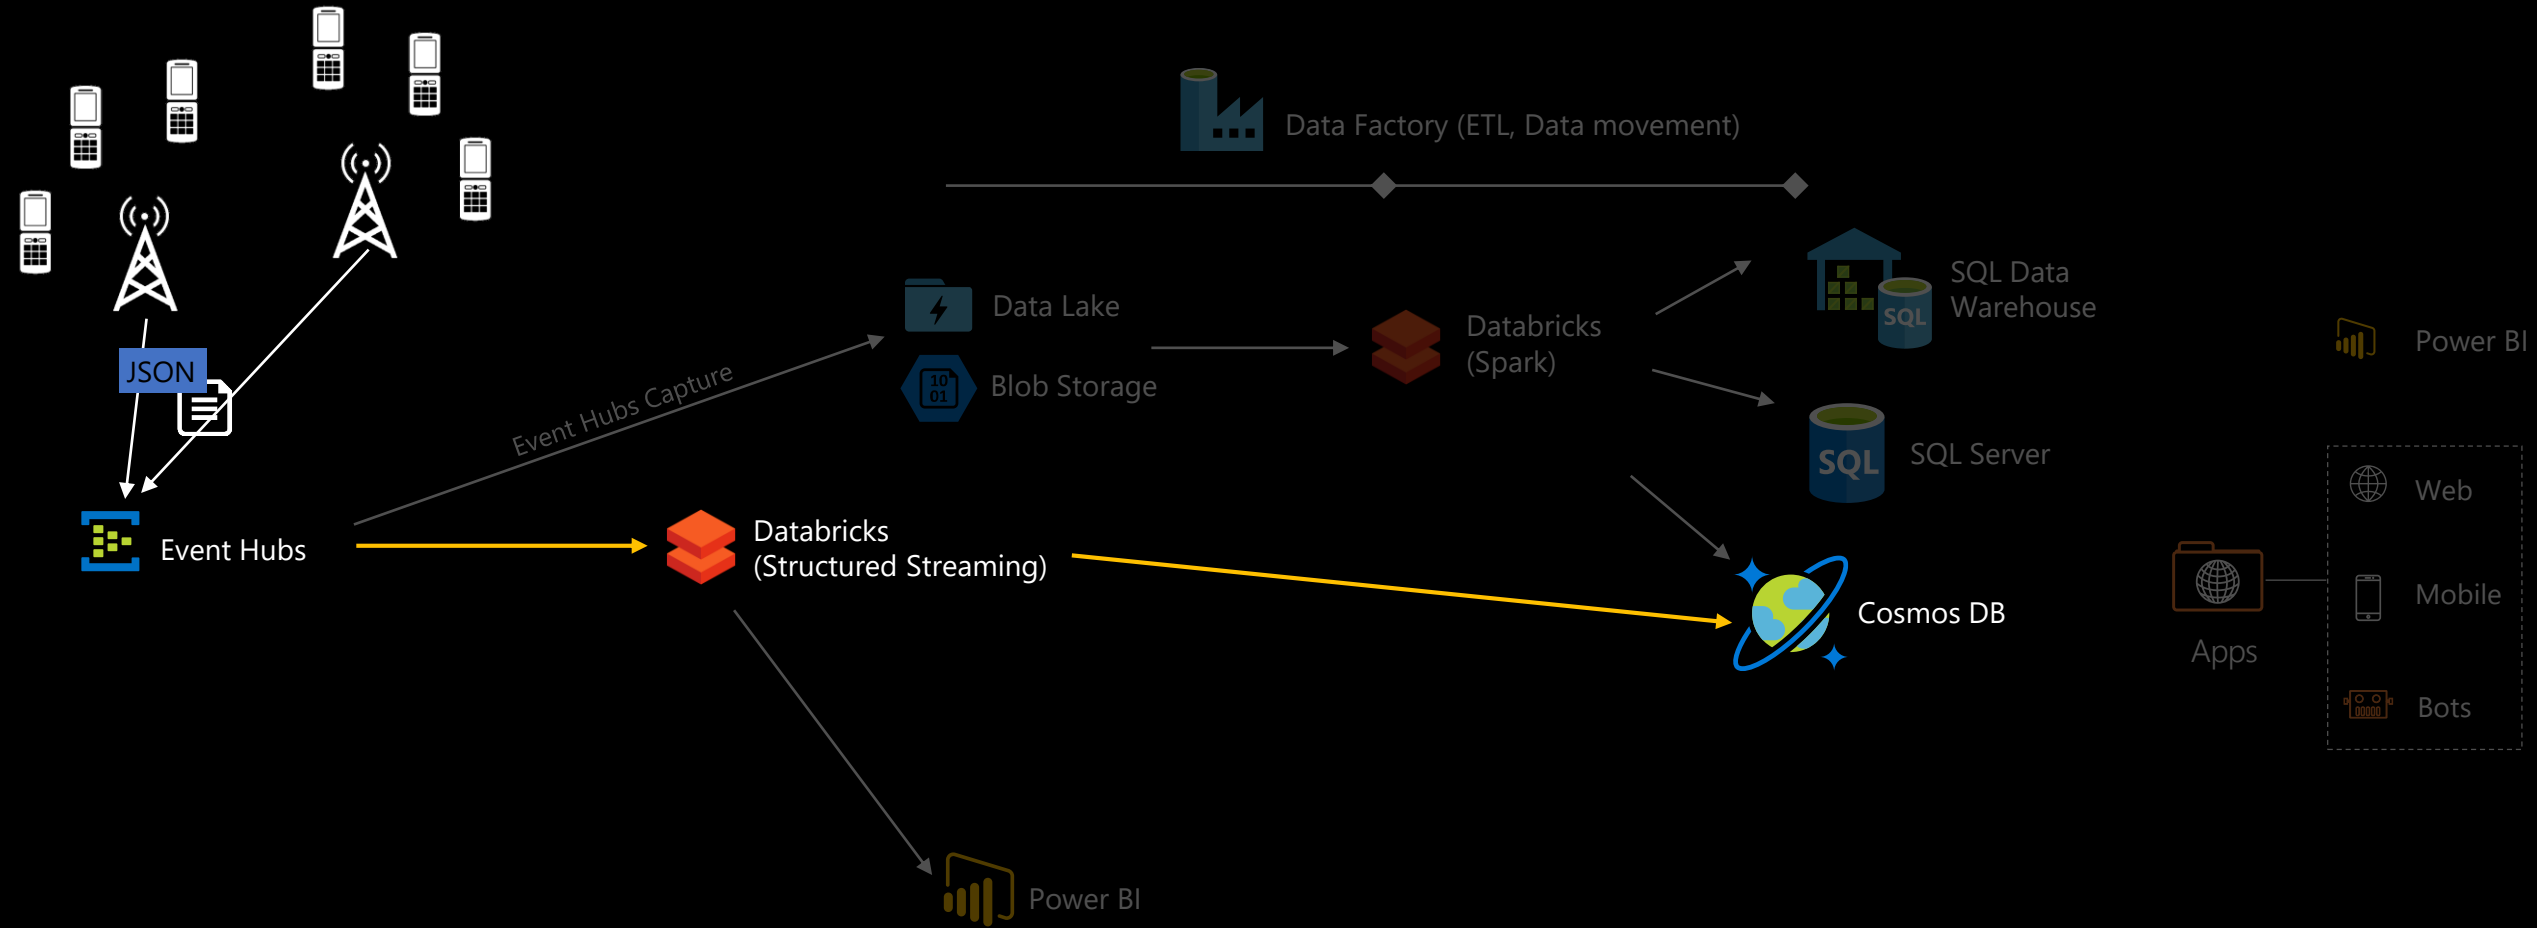 Data Factory (ETL, Data movement)
JSON
Event Hubs Capture
Data Lake
10
01
Blob Storage
Databricks
(Spark)
SQL
SQL Data
Warehouse
SQL
SQL Server
Power BI
Event Hubs
Databricks
(Structured Streaming)
Cosmos DB
Apps
Web
Mobile
Bots
Power BI